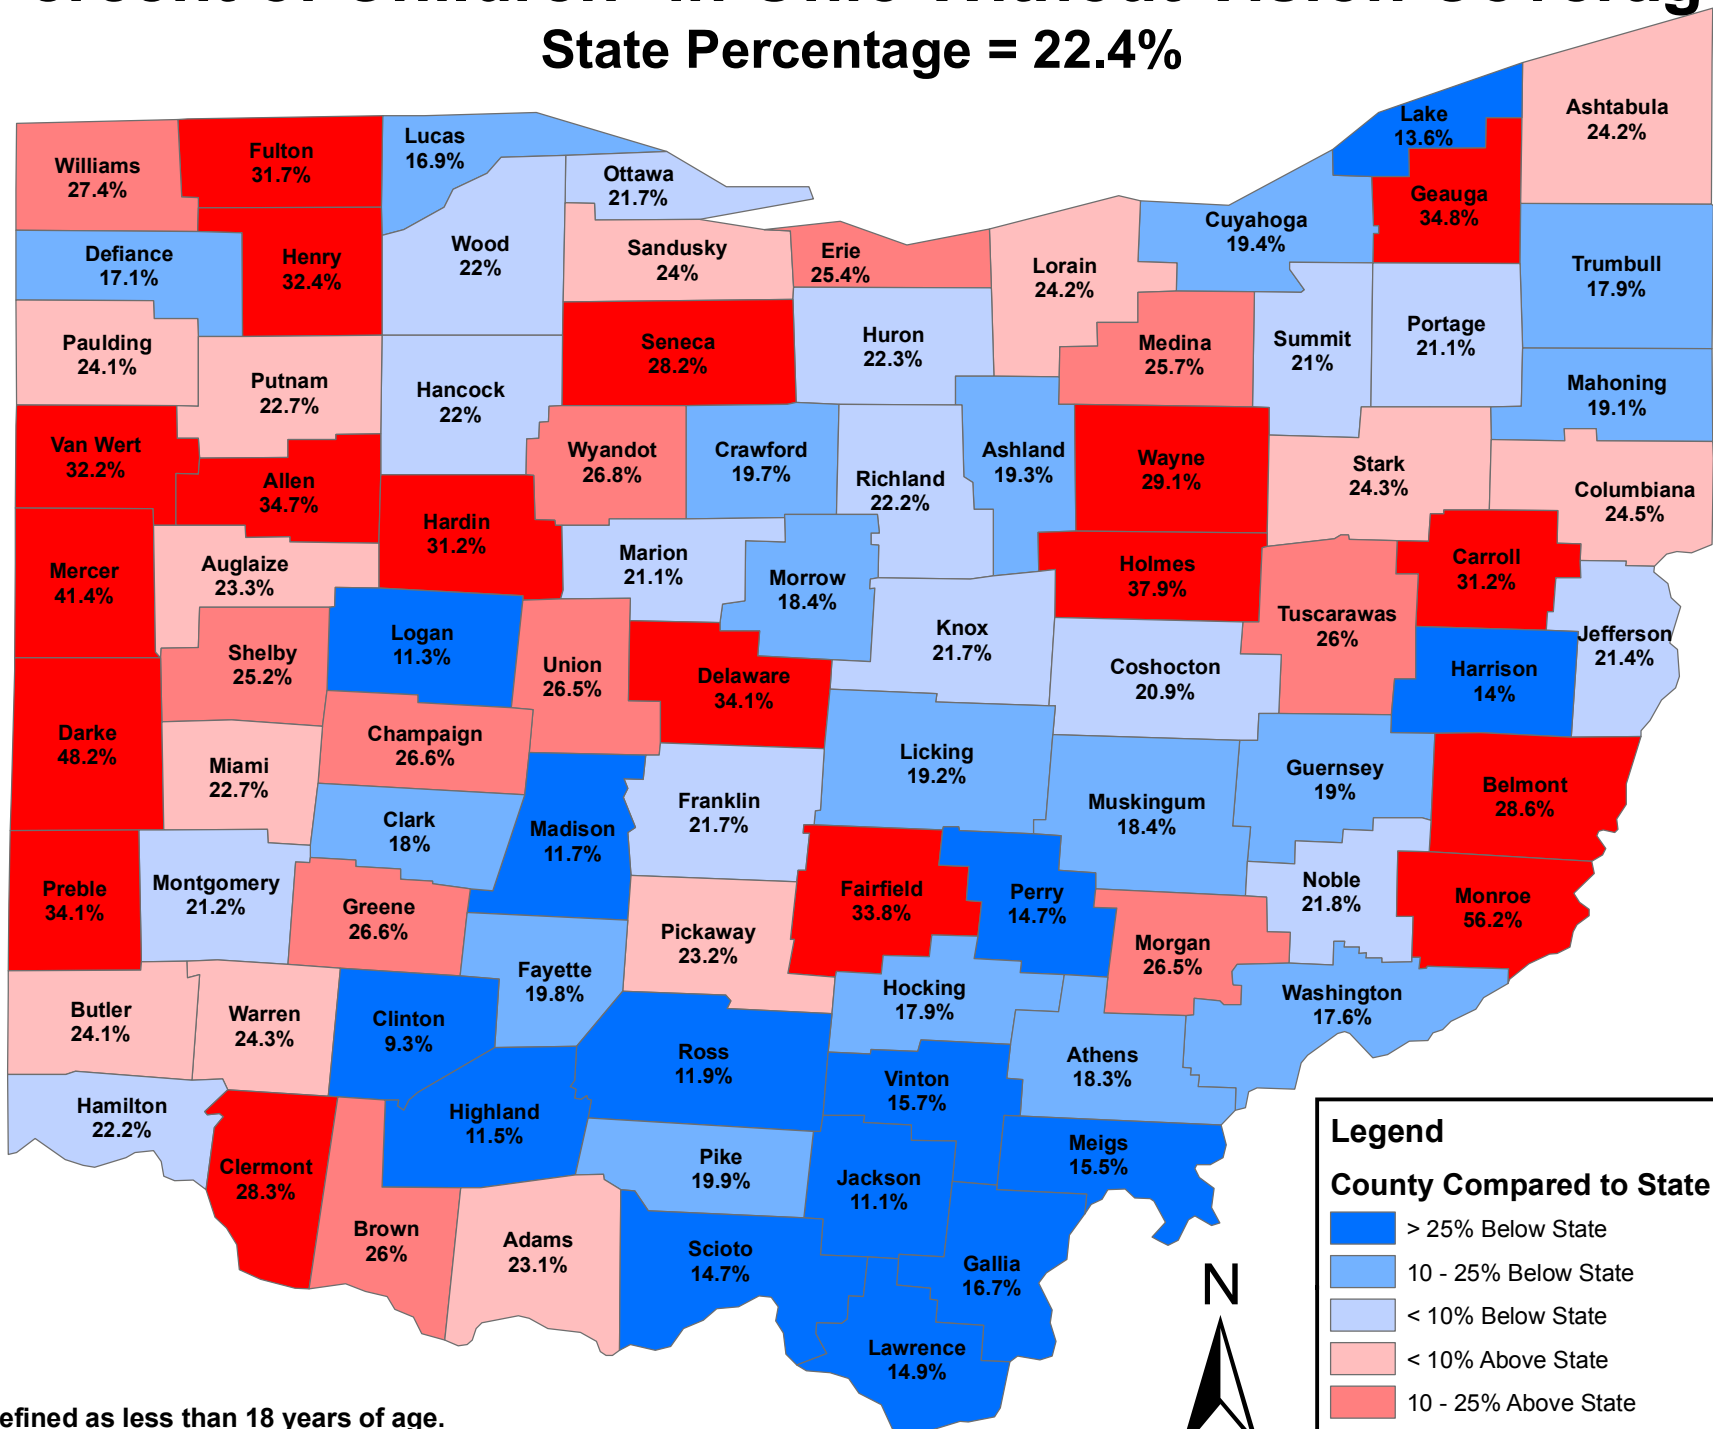 State Percentage = 22.4%
Williams
27.4%
Fulton
31.7%
Lucas
16.9%
Ottawa
21.7%
Lake
13.6%
Ashtabula
24.2%
Geauga
34.8%
Cuyahoga
19.4%
Defiance
17.1%
Henry
32.4%
Wood
22%
Sandusky
24%
Erie
25.4%
Lorain
24.2%
Trumbull
17.9%
Paulding
24.1%
Putnam
22.7%
Hancock
22%
Seneca
28.2%
Huron
22.3%
Medina
25.7%
Summit
21%
Portage
21.1%
Mahoning
19.1%
Van Wert
32.2%
Allen
34.7%
Wyandot
26.8%
Crawford
19.7%
Richland
22.2%
Ashland
19.3%
Wayne
29.1%
Stark
24.3%
Columbiana
24.5%
Mercer
41.4%
Auglaize
23.3%
Hardin
31.2%
Marion
21.1%
Morrow
18.4%
Holmes
37.9%
Carroll
31.2%
Tuscarawas
26%
Jefferson
21.4%
Shelby
25.2%
Logan
11.3%
Union
26.5%
Delaware
34.1%
Knox
21.7%
Coshocton
20.9%
Harrison
14%
Darke
48.2%
Miami
22.7%
Champaign
26.6%
Licking
19.2%
Guernsey
19%
Belmont
28.6%
Clark
18%
Madison
11.7%
Franklin
21.7%
Muskingum
18.4%
Preble
34.1%
Montgomery
21.2%
Greene
26.6%
Pickaway
23.2%
Fairfield
33.8%
Perry
14.7%
Morgan
26.5%
Noble
21.8%
Monroe
56.2%
Fayette
19.8%
Hocking
17.9%
Washington
17.6%
Butler
24.1%
Warren
24.3%
Clinton
9.3%
Ross
11.9%
Vinton
15.7%
Athens
18.3%
Hamilton
22.2%
Highland
11.5%
Clermont
28.3%
Brown
26%
Adams
23.1%
Pike
19.9%
Jackson
11.1%
Meigs
15.5%
Scioto
14.7%
Gallia
16.7%
Lawrence
14.9%
N
Legend
County Compared to State
> 25% Below State
10 - 25% Below State
< 10% Below State
< 10% Above State
10 - 25% Above State
efined as less than 18 years of age.